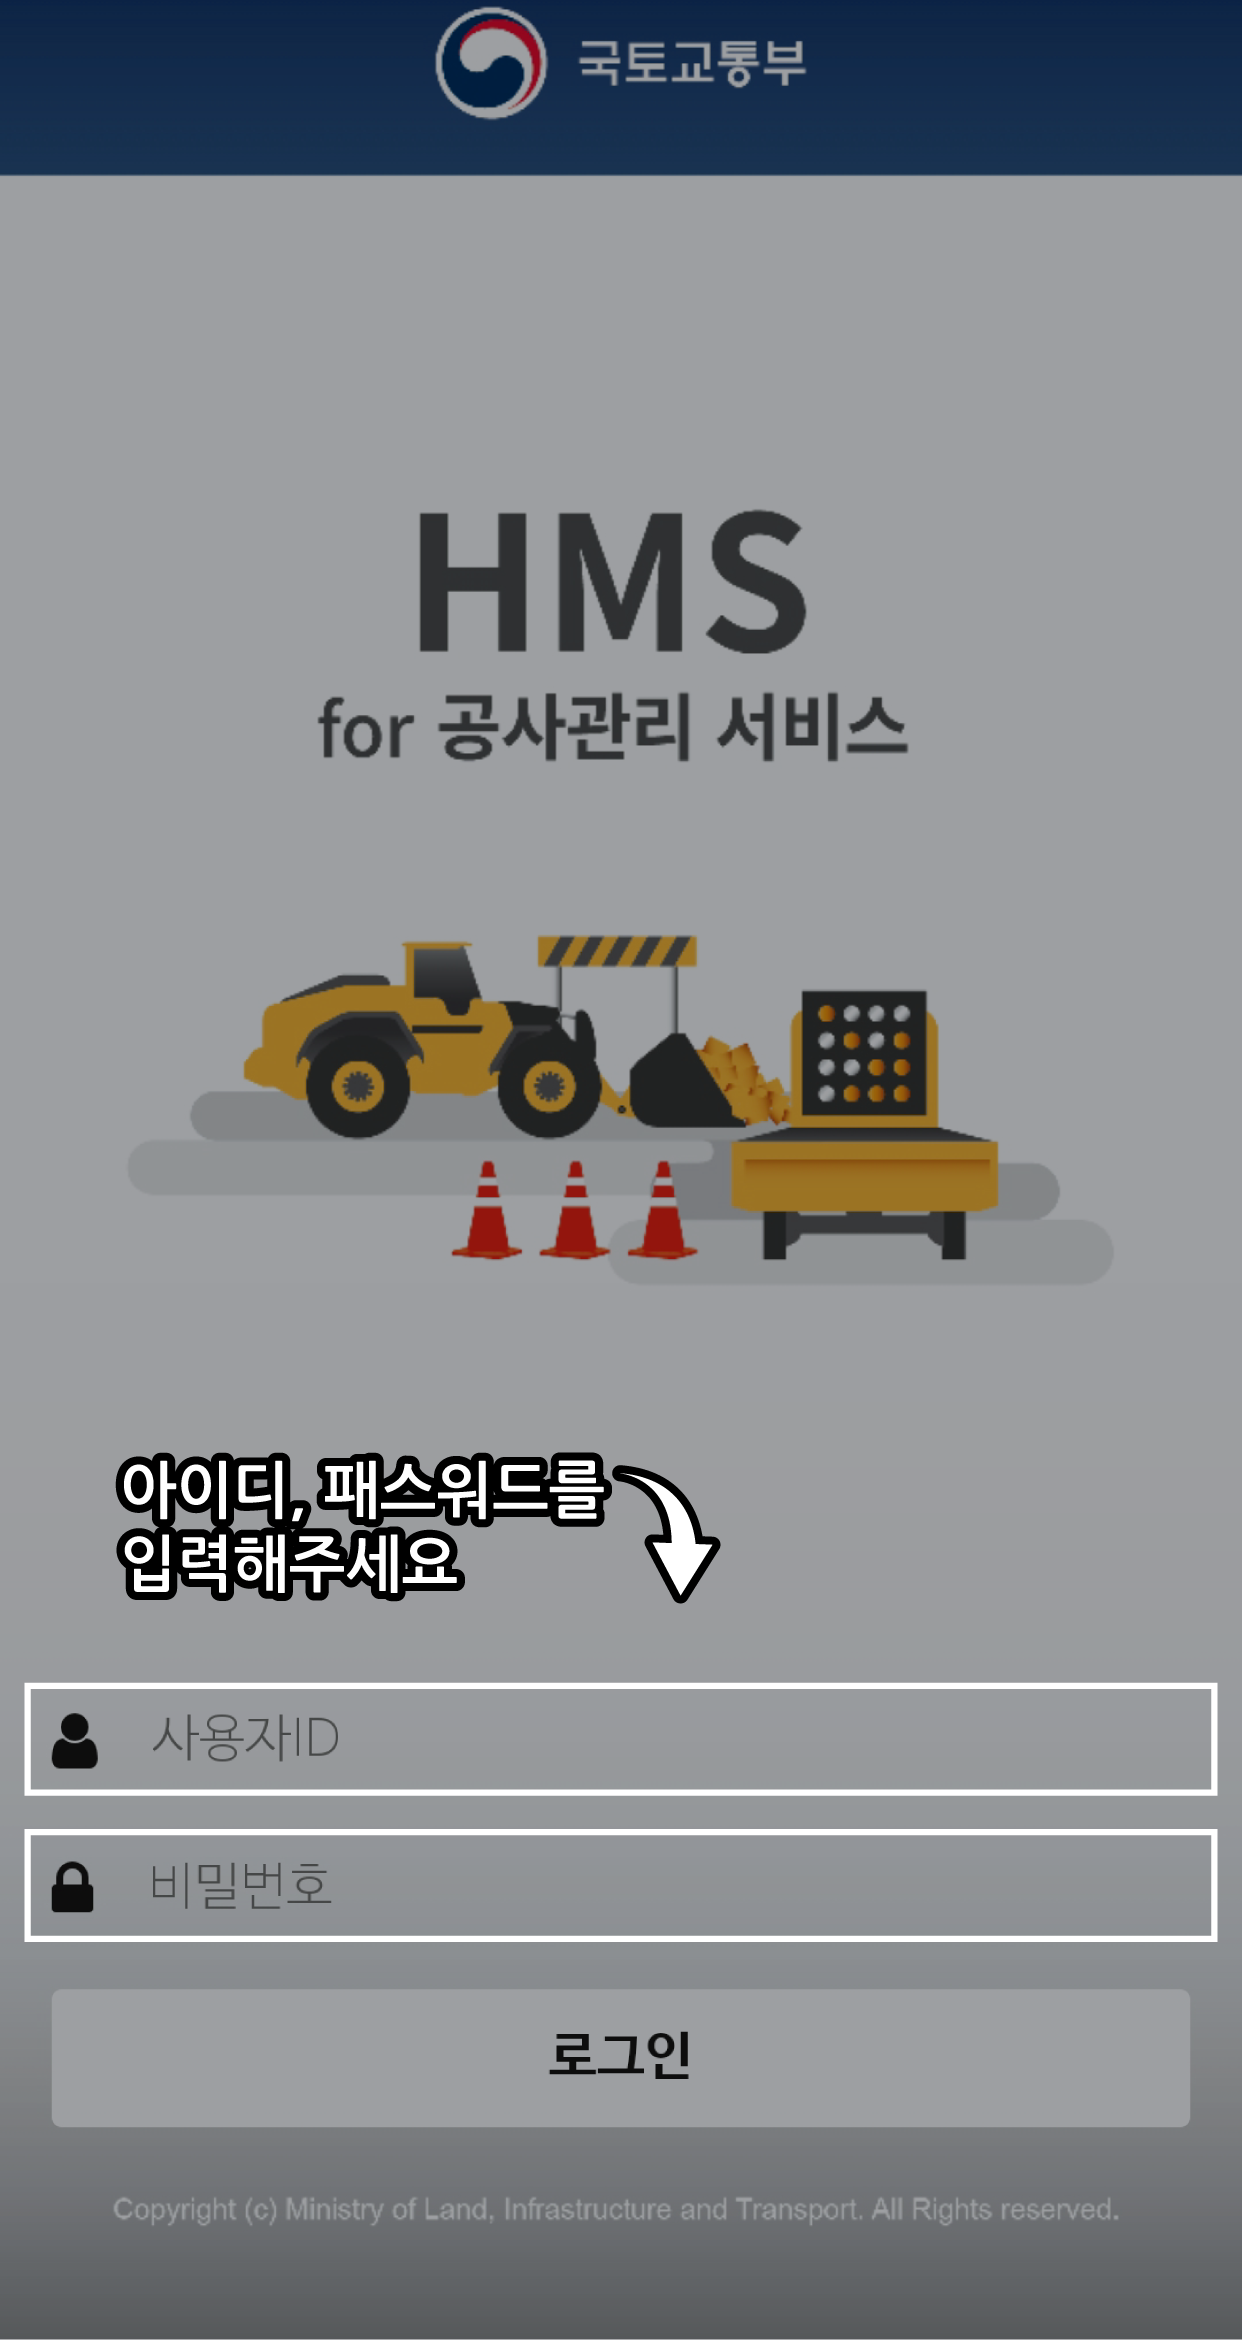 국토교통부
HMS
for 공사관리 서비스
아이디, 패스워드를
입력해주세요
사용자ID
비밀번호
로그인
Copyright (c) Ministry of Land, Infrastructure and Transport. All Rights reserved.